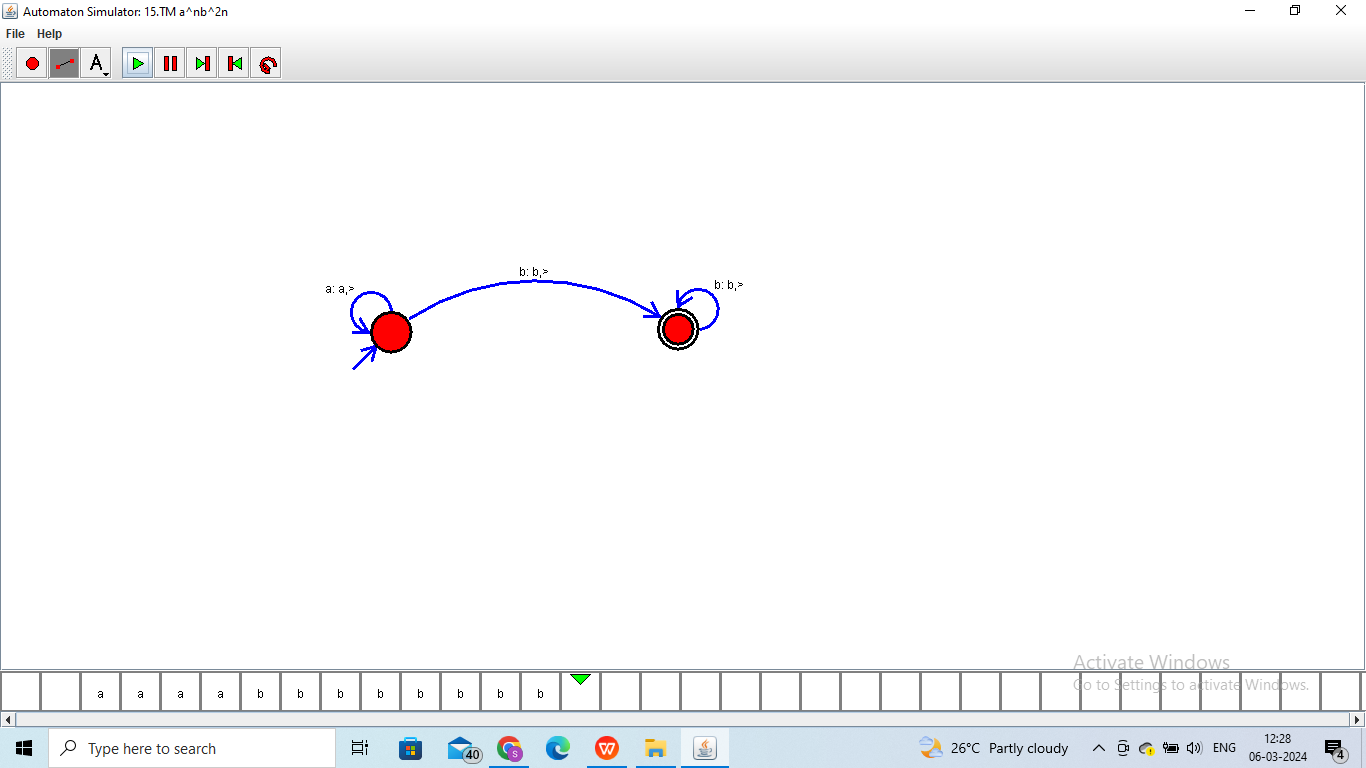 Automaton Simulator: 15.TM a^nb^2n
File Help
A
b: b,>
a: a,>
b: b,>
Activate Windows
Go to Settings to activate Windows.
a a a a b b b b b b b b
Type here to search
40
S
W
26°C Partly cloudy
ENG
12:28
06-03-2024
4